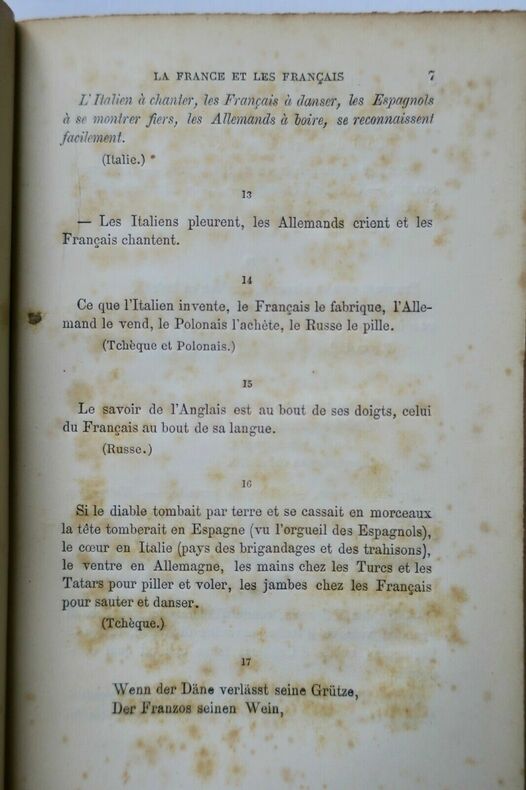 LA FRANCE ET LES FRANÇAIS 7
L'Italien à chanter, les Français à danser, les Espagnols
à se montrer fiers, les Allemands à boire, se reconnaissent
facilement.
(Italie.)
13
— Les Italiens pleurent, les Allemands crient et les
Français chantent.
14
Ce que l'Italien invente, le Français le fabrique, l'Alle-
mand le vend, le Polonais l'achète, le Russe le pille.
(Tchèque et Polonais.)
15
Le savoir de l'Anglais est au bout de ses doigts, celui
du Français au bout de sa langue.
(Russe.)
16
Si le diable tombait par terre et se cassait en morceaux
la tête tomberait en Espagne (vu l'orgueil des Espagnols),
le cœur en Italie (pays des brigandages et des trahisons),
le ventre en Allemagne, les mains chez les Turcs et les
Tatars pour piller et voler, les jambes chez les Français
pour sauter et danser.
(Tchèque.)
17
Wenn der Däne verlässt seine Grütze,
Der Franzos seinen Wein,